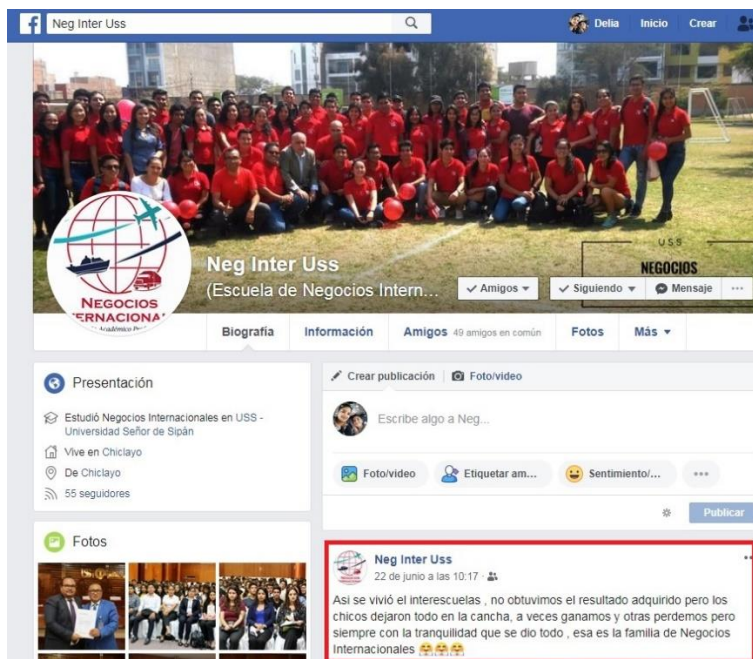 Neg Inter Uss
Delia Inicio Crear
USS
NEGOCIOS
Neg Inter Uss
(Escuela de Negocios Intern...
Amigos
Siguiendo
Mensaje
NEGOCIOS
TERNACIONA
Biografía Información Amigos 49 amigos en común Fotos Más
Presentación
Estudió Negocios Internacionales en USS -
Universidad Señor de Sipán
Vive en Chiclayo
De Chiclayo
55 seguidores
Fotos
Crear publicación Foto/video
Escribe algo a Neg...
Foto/video Etiquetar am... Sentimiento/...
Publicar
Neg Inter Uss
22 de junio a las 10:17 ·
Asi se vivió el interescuelas , no obtuvimos el resultado adquirido pero los
chicos dejaron todo en la cancha, a veces ganamos y otras perdemos pero
siempre con la tranquilidad que se dio todo , esa es la familia de Negocios
Internacionales 🤗🤗🤗